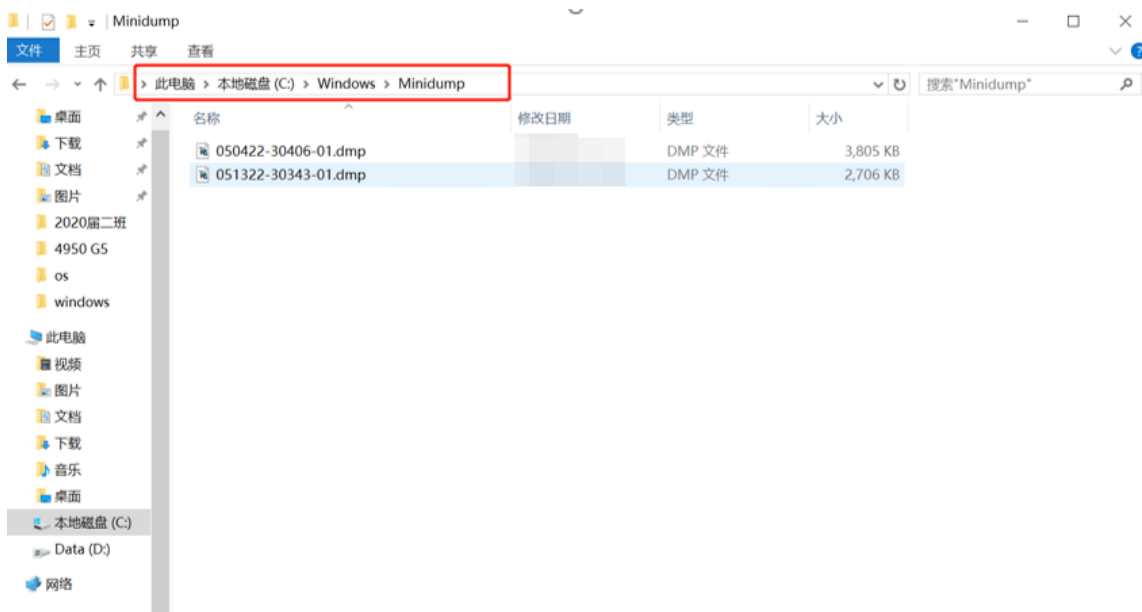 Minidump
文件 主页 共享 查看
此电脑 > 本地磁盘 (C:) > Windows > Minidump
搜索"Minidump"
名称 修改日期 类型 大小
050422-30406-01.dmp DMP 文件 3,805 KB
051322-30343-01.dmp DMP 文件 2,706 KB
桌面
下载
文档
图片
2020届二班
4950 G5
os
windows
此电脑
视频
图片
文档
下载
音乐
桌面
本地磁盘 (C:)
Data (D:)
网络